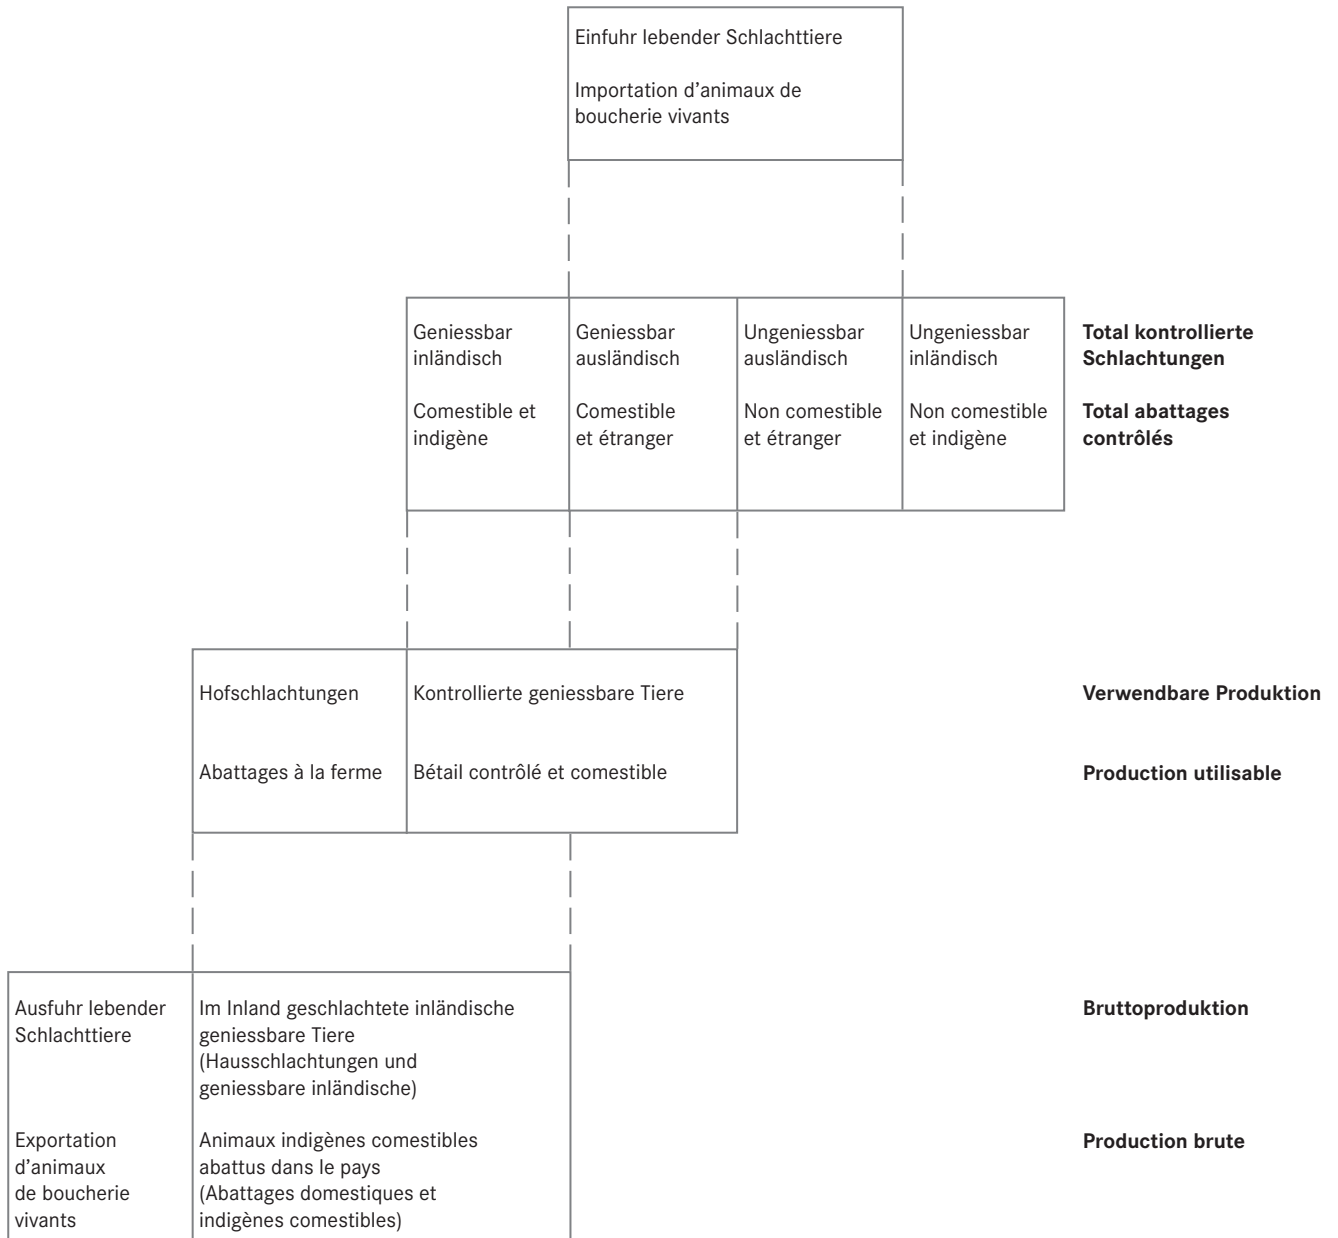 Einfuhr lebender Schlachttiere
Importation d'animaux de
boucherie vivants
Geniessbar
inländisch
Comestible et
indigène
Geniessbar
ausländisch
Comestible
et étranger
Ungeniessbar
ausländisch
Non comestible
et étranger
Ungeniessbar
inländisch
Non comestible
et indigène
Total kontrollierte
Schlachtungen
Total abattages
contrôlés
Hofschlachtungen
Abattages à la ferme
Kontrollierte geniessbare Tiere
Bétail contrôlé et comestible
Verwendbare Produktion
Production utilisable
Ausfuhr lebender
Schlachttiere
Exportation
d'animaux
de boucherie
vivants
Im Inland geschlachtete inländische
geniessbare Tiere
(Hausschlachtungen und
geniessbare inländische)
Animaux indigènes comestibles
abattus dans le pays
(Abattages domestiques et
indigènes comestibles)
Bruttoproduktion
Production brute